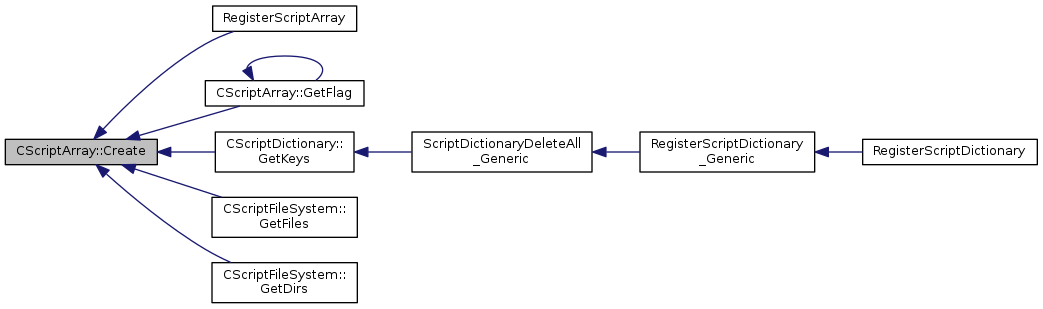 RegisterScriptArray
CScriptArray::GetFlag
CScriptArray::Create
CScriptDictionary::
GetKeys
ScriptDictionaryDeleteAll
_Generic
RegisterScriptDictionary
_Generic
RegisterScriptDictionary
CScriptFileSystem::
GetFiles
CScriptFileSystem::
GetDirs